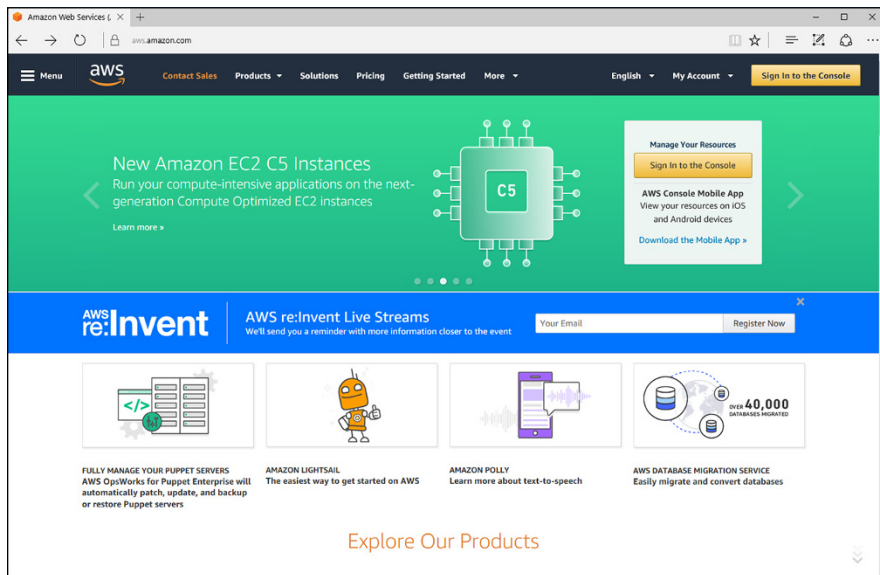 Amazon Web Services (,
aws.amazon.com
Menu
aws
Contact Sales
Products
Solutions
Pricing
Getting Started
More
English
My Account
Sign In to the Console
New Amazon EC2 C5 Instances
Run your compute-intensive applications on the next-
generation Compute Optimized EC2 instances
Learn more »
C5
Manage Your Resources
Sign In to the Console
AWS Console Mobile App
View your resources on iOS
and Android devices
Download the Mobile App »
AWS
re:Invent
AWS re:Invent Live Streams
We'll send you a reminder with more information closer to the event
Your Email
Register Now
</>
OVER 40,000
DATABASES MIGRATED
FULLY MANAGE YOUR PUPPET SERVERS
AWS OpsWorks for Puppet Enterprise will
automatically patch, update, and backup
or restore Puppet servers
AMAZON LIGHTSAIL
The easiest way to get started on AWS
AMAZON POLLY
Learn more about text-to-speech
AWS DATABASE MIGRATION SERVICE
Easily migrate and convert databases
Explore Our Products